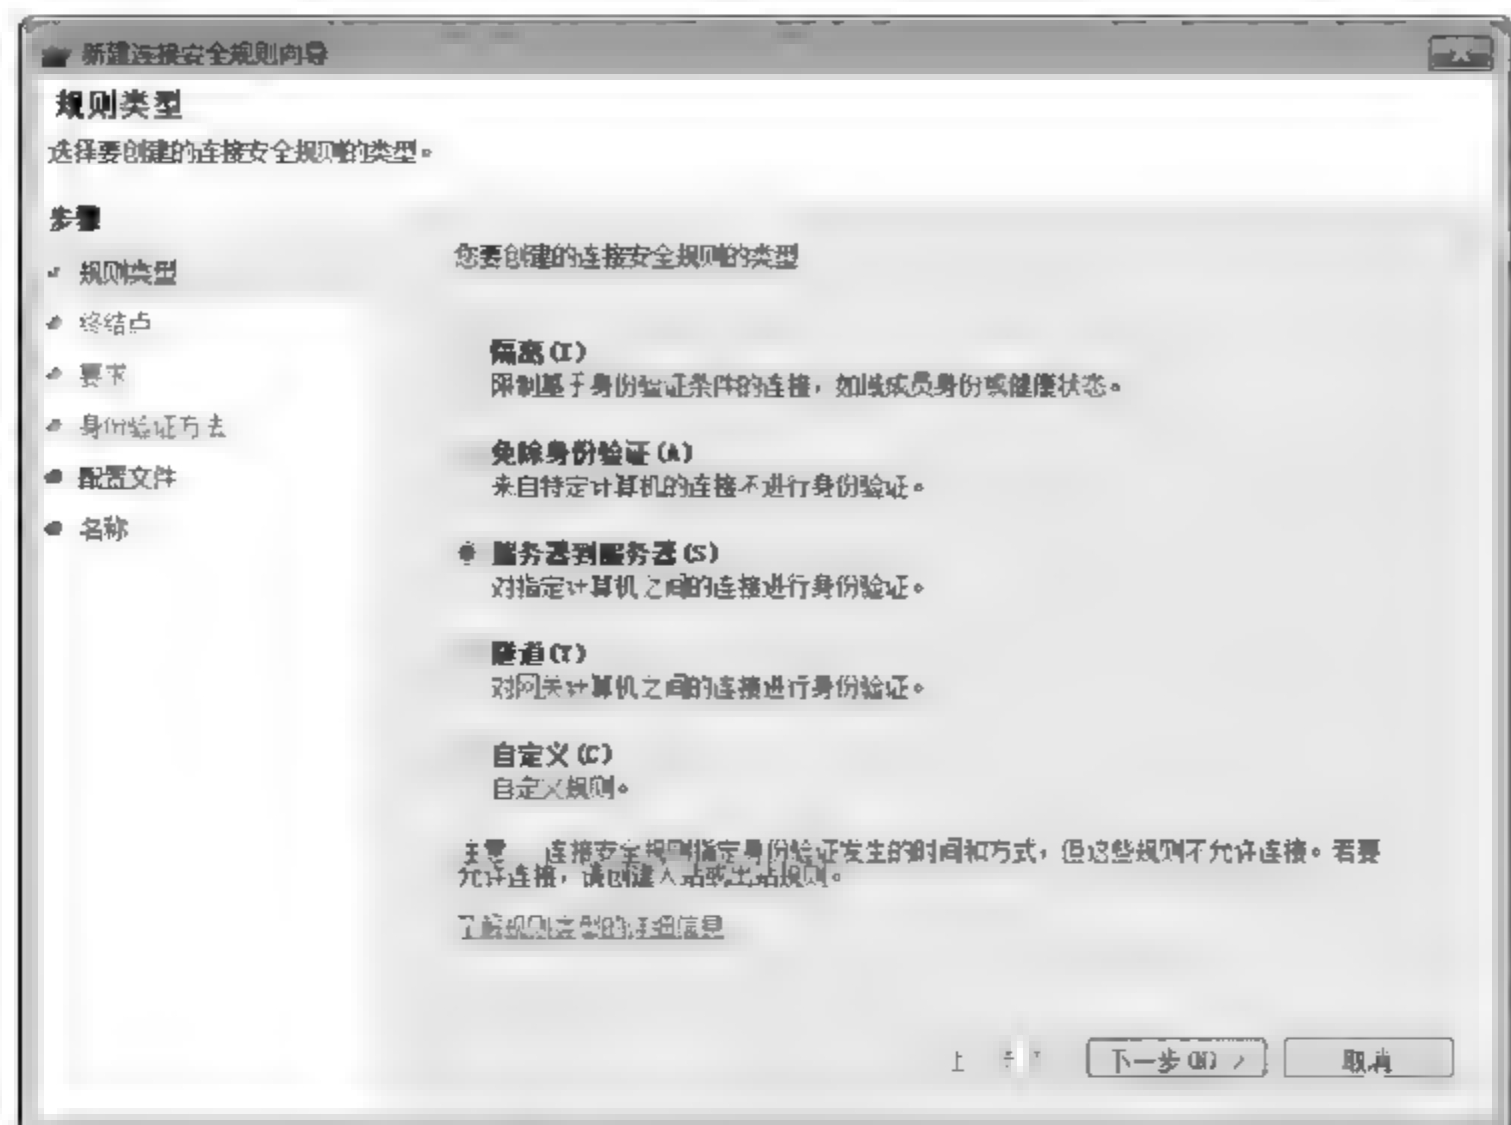 新建连接安全规则向导
规则类型
选择要创建的连接安全规则的类型。
步骤
规则类型
终结点
要求
身份验证方法
配置文件
名称
您要创建的连接安全规则的类型
隔离(I)
限制基于身份验证条件的连接，如域成员身份或健康状态。
免除身份验证(A)
来自特定计算机的连接不进行身份验证。
服务器到服务器(S)
对指定计算机之间的连接进行身份验证。
隧道(T)
对网关计算机之间的连接进行身份验证。
自定义(C)
自定义规则。
注意 连接安全规则指定身份验证发生的时间和方式，但这些规则不允许连接。若要
允许连接，请创建入站或出站规则。
了解规则类型的详细信息
下一步(N) >
取消